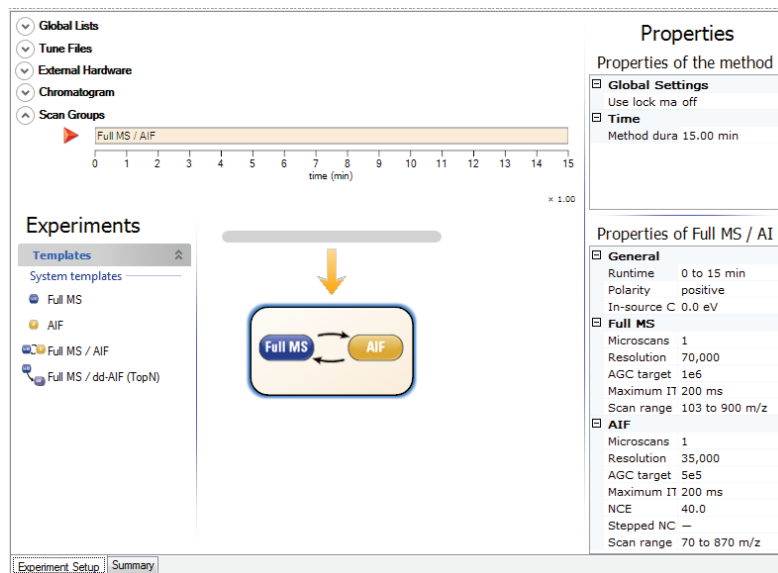 Global Lists
Tune Files
External Hardware
Chromatogram
Scan Groups
Full MS / AIF
0 1 2 3 4 5 6 7 8 9 10 11 12 13 14 15
time (min)
× 1.00
Experiments
Templates
System templates
Full MS
AIF
Full MS / AIF
Full MS / dd-AIF (TopN)
Full MS AIF
Properties
Properties of the method
Global Settings
Use lock ma off
Time
Method dura 15.00 min
Properties of Full MS / AI
General
Runtime 0 to 15 min
Polarity positive
In-source C 0.0 eV
Full MS
Microscans 1
Resolution 70,000
AGC target 1e6
Maximum IT 200 ms
Scan range 103 to 900 m/z
AIF
Microscans 1
Resolution 35,000
AGC target 5e5
Maximum IT 200 ms
NCE 40.0
Stepped NC —
Scan range 70 to 870 m/z
Experiment Setup Summary